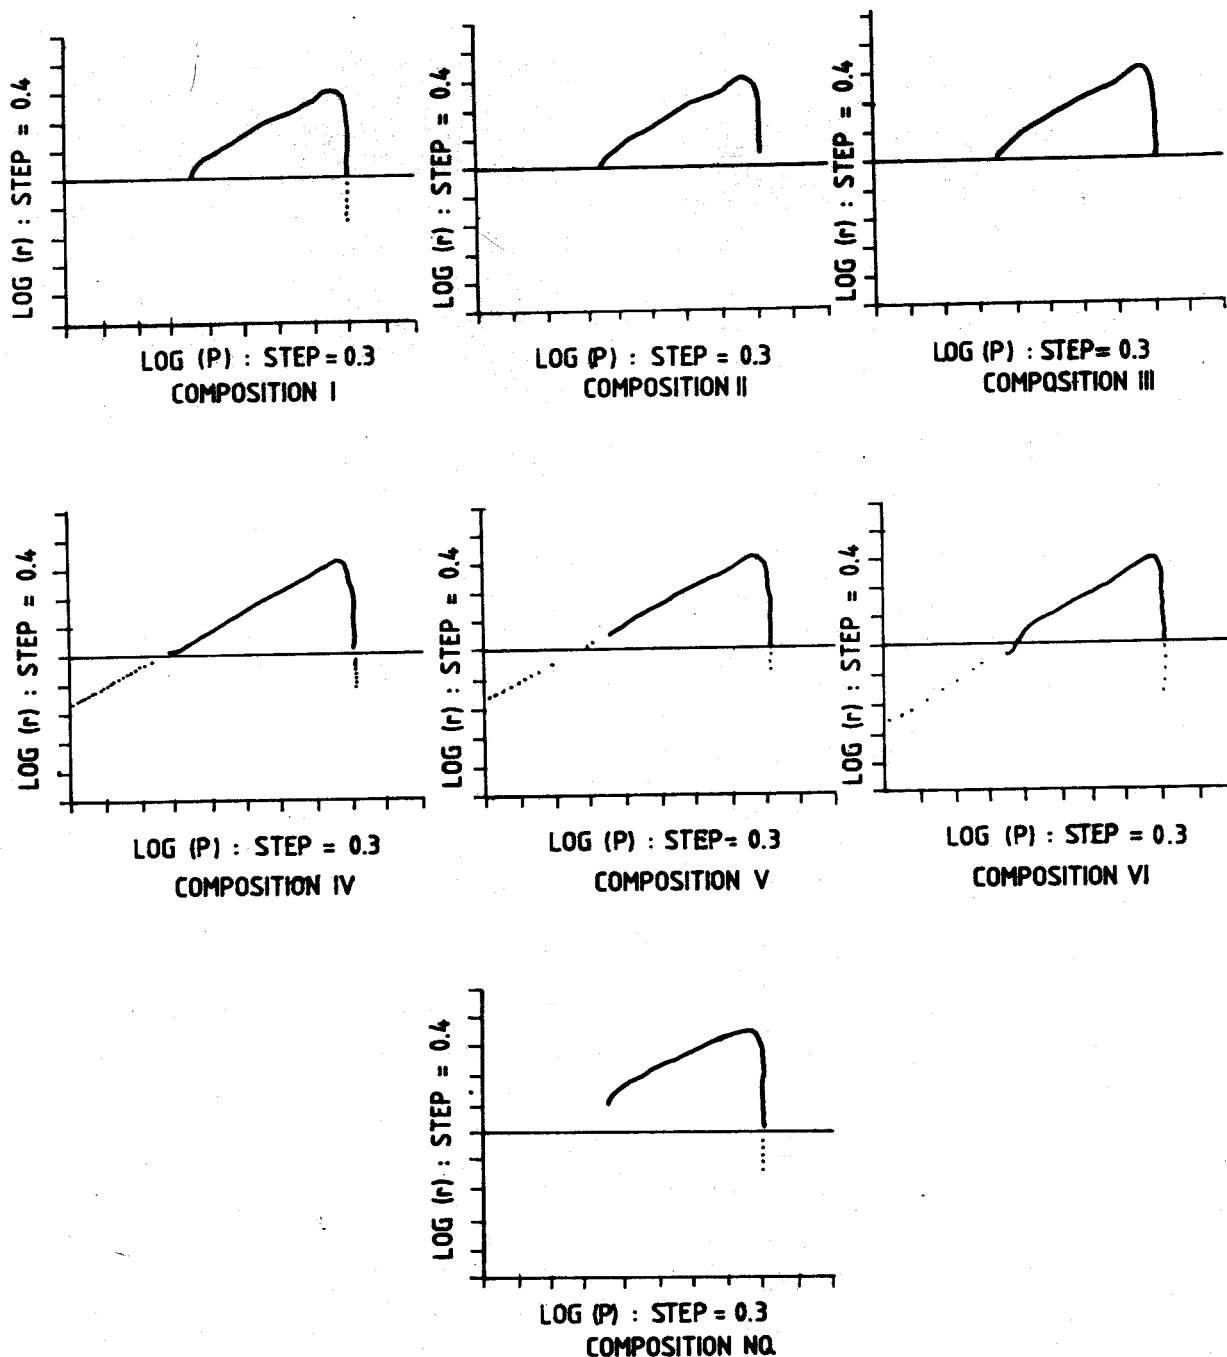 LOG (r) : STEP = 0.4
LOG (P) : STEP = 0.3
COMPOSITION I
LOG (r) : STEP = 0.4
LOG (P) : STEP = 0.3
COMPOSITION II
LOG (r) : STEP = 0.4
LOG (P) : STEP = 0.3
COMPOSITION III
LOG (r) : STEP = 0.4
LOG (P) : STEP = 0.3
COMPOSITION IV
LOG (r) : STEP = 0.4
LOG (P) : STEP = 0.3
COMPOSITION V
LOG (r) : STEP = 0.4
LOG (P) : STEP = 0.3
COMPOSITION VI
LOG (r) : STEP = 0.4
LOG (P) : STEP = 0.3
COMPOSITION NQ